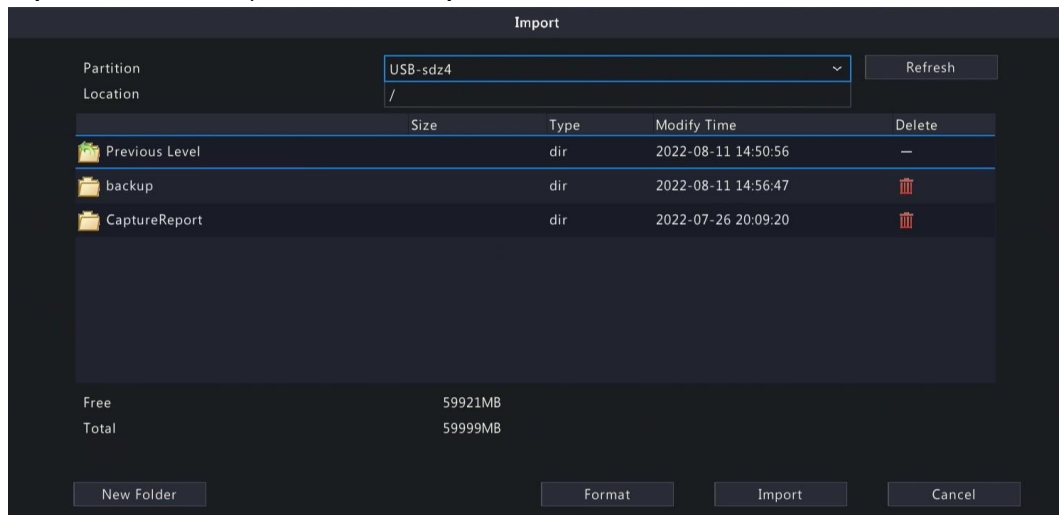 Import
Partition USB-sdz4 Refresh
Location /
Size Type Modify Time Delete
Previous Level dir 2022-08-11 14:50:56 —
backup dir 2022-08-11 14:56:47
CaptureReport dir 2022-07-26 20:09:20
Free 59921MB
Total 59999MB
New Folder Format Import Cancel